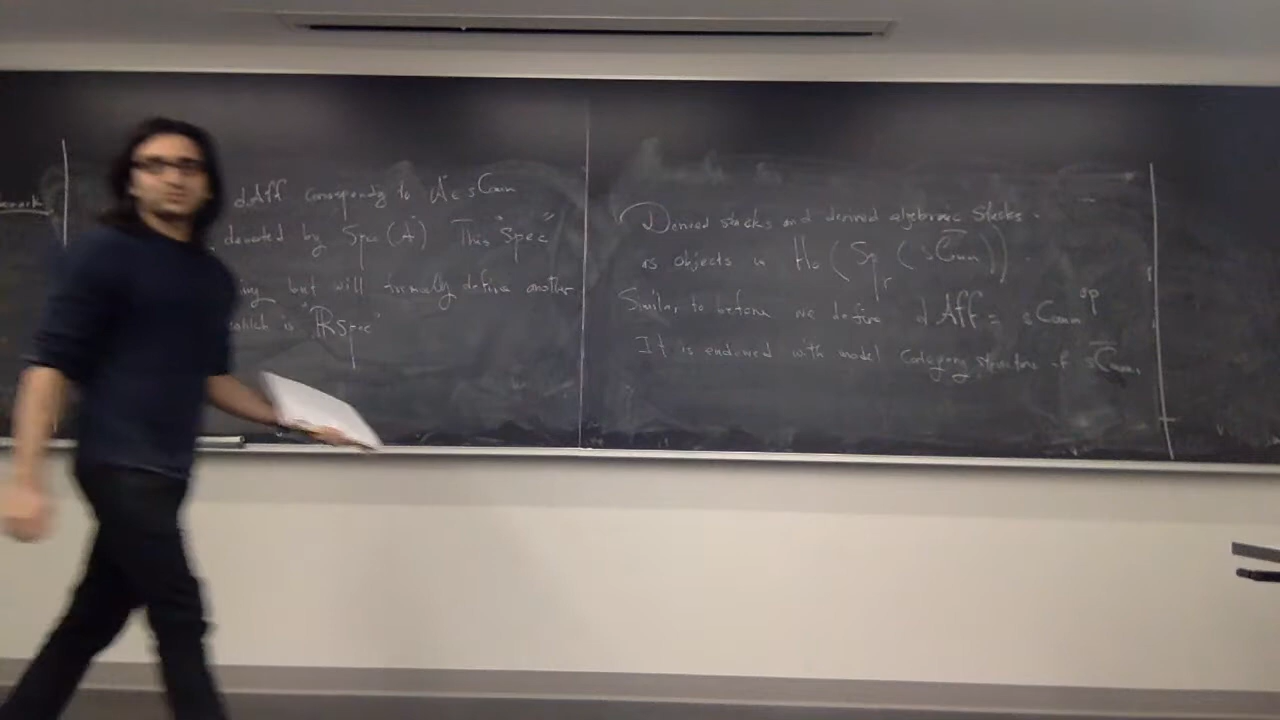 dAff corresponds to A ∈ sComm
denoted by Spec(A) This "Spec"
but will formally define another
which is "ℝSpec"
Derived stacks and derived algebraic stacks.
as objects in Ho(Spr(sComm)).
Similar to before we define dAff = sComm^op
It is endowed with model category structure of sComm.